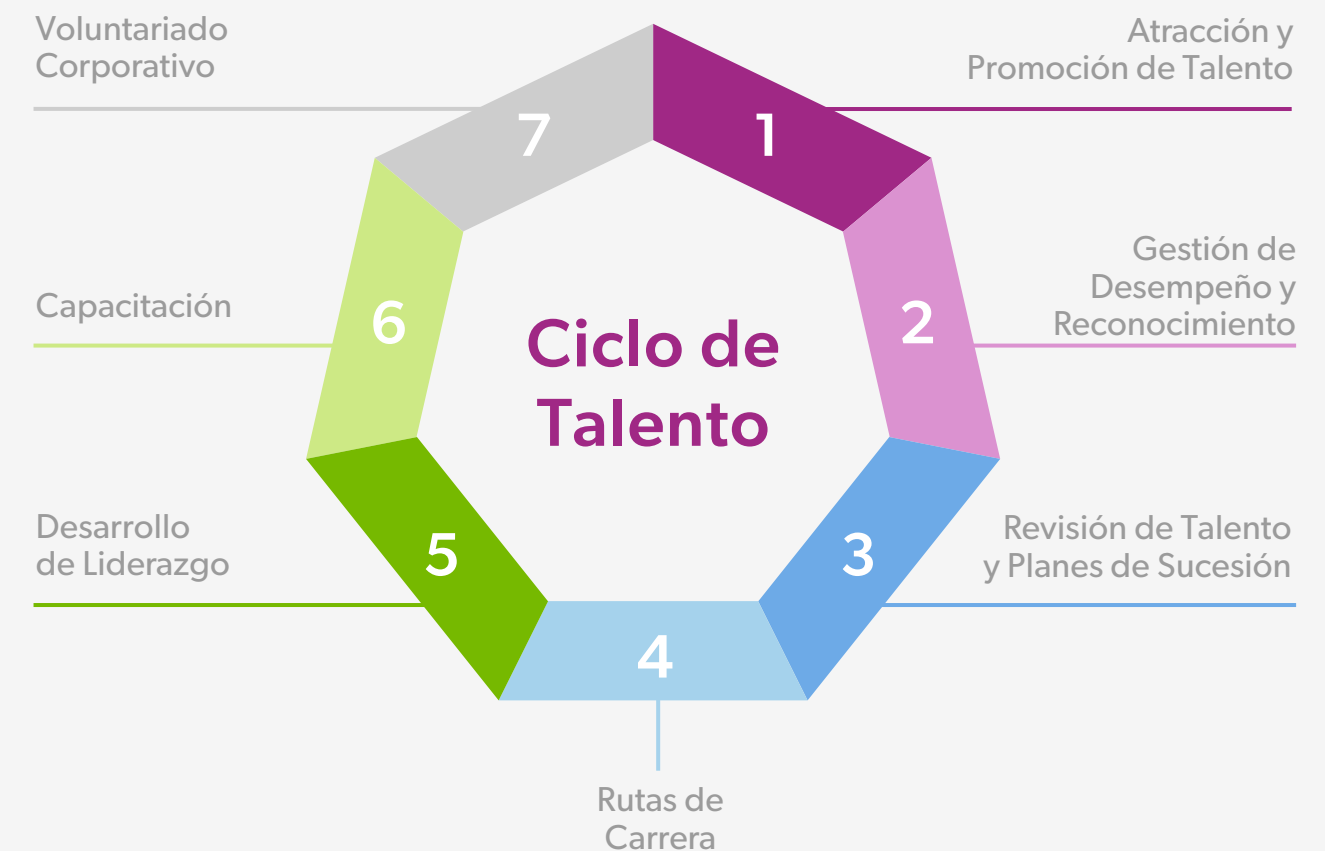 Voluntariado
Corporativo
7
Atracción y
Promoción de Talento
1
Gestión de
Desempeño y
Reconocimiento
2
Capacitación
6
Ciclo de
Talento
Desarrollo
de Liderazgo
5
Revisión de Talento
y Planes de Sucesión
3
4
Rutas de
Carrera